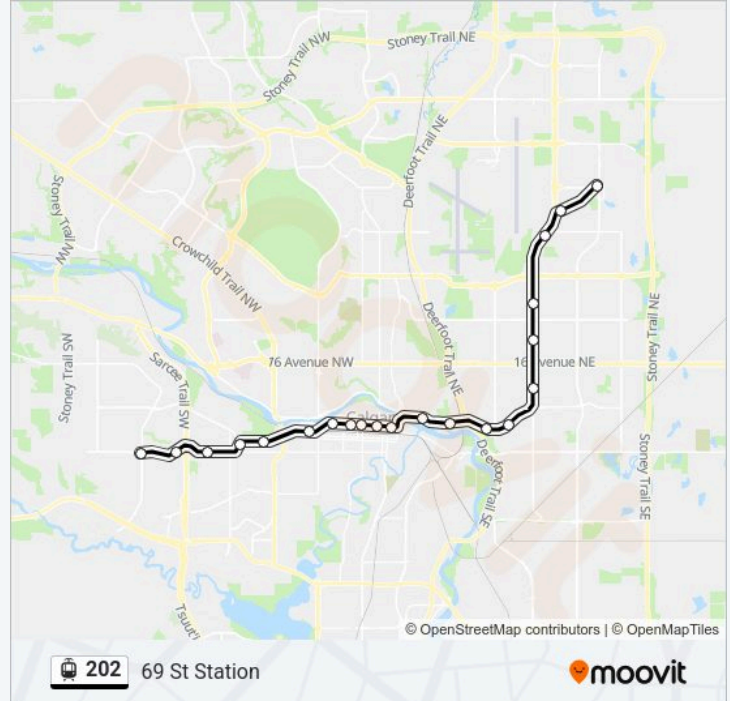 Stoney Trail NW
Stoney Trail NE
Deerfoot Trail NE
Stoney Trail NW
Crowchild Trail NW
Deerfoot Trail NE
Stoney Trail NE
Stoney Trail SW
Sarcee Trail SW
16 Avenue NW
16 Avenue NE
Calgary
Deerfoot Trail SE
Stoney Trail SE
Tsuut'i
© OpenStreetMap contributors | © OpenMapTiles
202 69 St Station
moovit